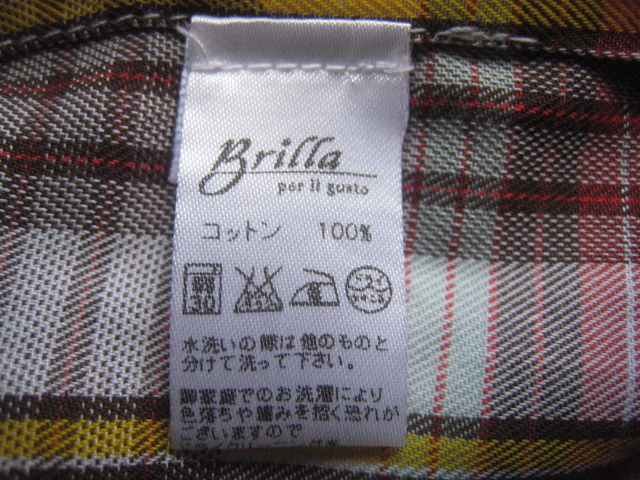 Brilla
per il gusto
コットン 100%
30
水洗いの際は他のものと
分けて洗って下さい。
御家庭でのお洗濯により
色落ちや縮みを招く恐れが
ございますので